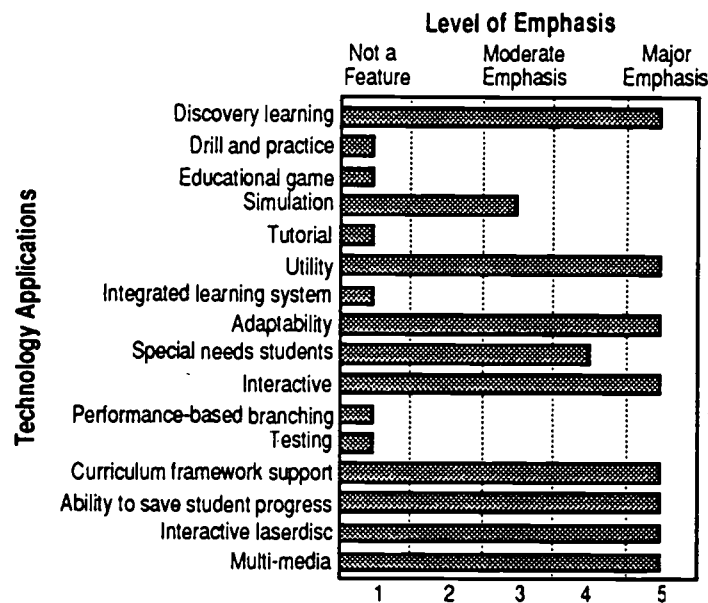 Level of Emphasis
Not a
Feature
Moderate
Emphasis
Major
Emphasis
Technology Applications
Discovery learning
Drill and practice
Educational game
Simulation
Tutorial
Utility
Integrated learning system
Adaptability
Special needs students
Interactive
Performance-based branching
Testing
Curriculum framework support
Ability to save student progress
Interactive laserdisc
Multi-media
1 2 3 4 5